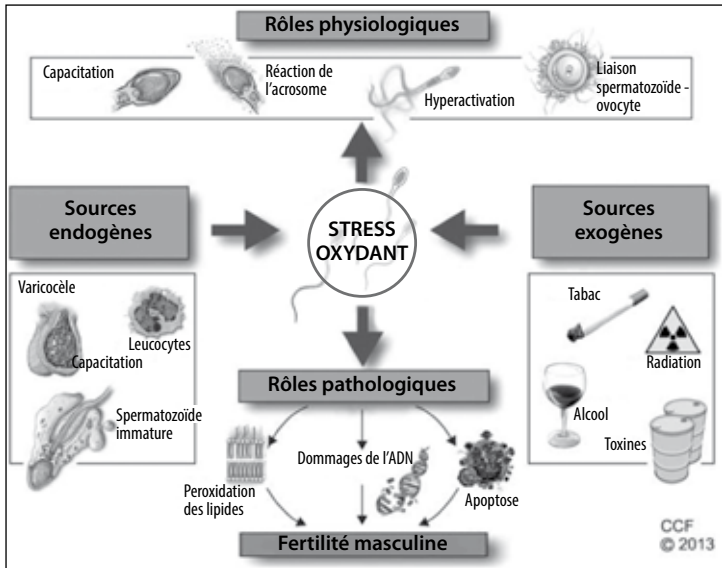 Rôles physiologiques
Capacitation
Réaction de
l'acrosome
Hyperactivation
Liaison
spermatozoïde -
ovocyte
Sources
endogènes
STRESS
OXYDANT
Sources
exogènes
Varicocèle
Leucocytes
Capacitation
Spermatozoïde
immature
Tabac
Radiation
Alcool
Toxines
Rôles pathologiques
Peroxidation
des lipides
Dommages de l'ADN
Apoptose
Fertilité masculine
CCF
© 2013